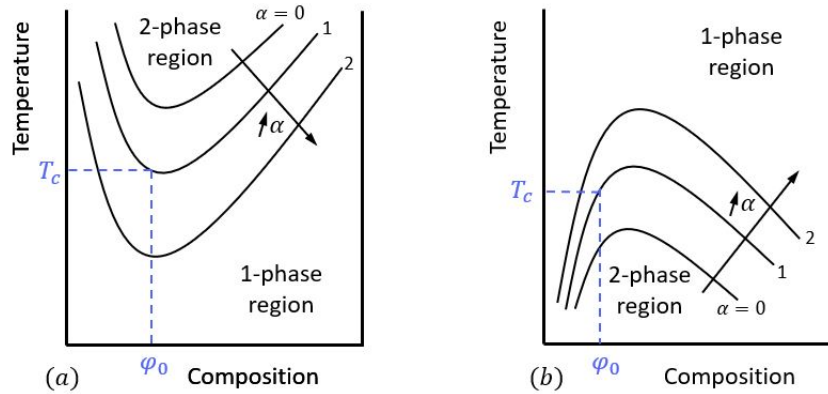 Temperature
2-phase
region
α = 0
1
2
α
T_c
1-phase
region
φ_0
(a)
Composition
Temperature
1-phase
region
α
T_c
2
1
2-phase
region
α = 0
φ_0
(b)
Composition